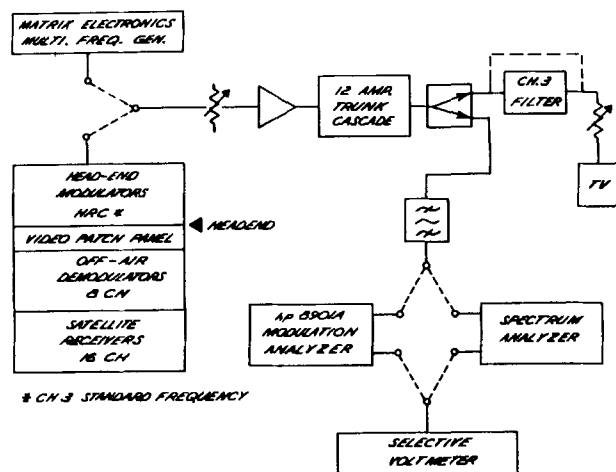 MATRIX ELECTRONICS
MULTI. FREQ. GEN.
12 AMP.
TRUNK
CASCADE
CH.3
FILTER
TV
HEAD-END
MODULATORS
HRC *
HEADEND
VIDEO PATCH PANEL
OFF-AIR
DEMODULATORS
8 CH
SATELLITE
RECEIVERS
16 CH
hp 8901A
MODULATION
ANALYZER
SPECTRUM
ANALYZER
* CH.3 STANDARD FREQUENCY
SELECTIVE
VOLTMETER